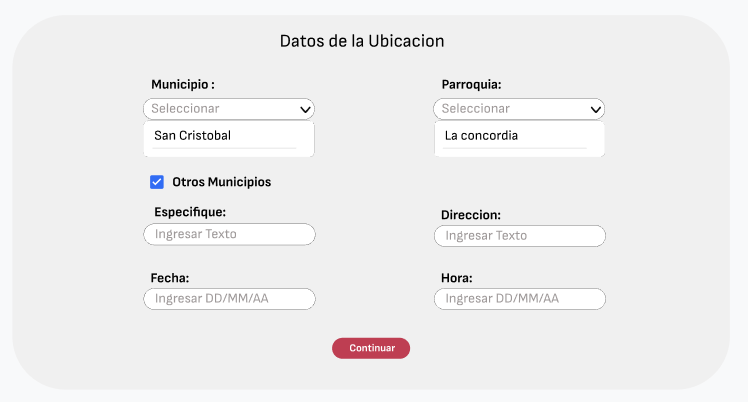 Datos de la Ubicacion
Municipio :
Parroquia:
Seleccionar
Seleccionar
San Cristobal
La concordia
Otros Municipios
Especifique:
Direccion:
Ingresar Texto
Ingresar Texto
Fecha:
Hora:
Ingresar DD/MM/AA
Ingresar DD/MM/AA
Continuar